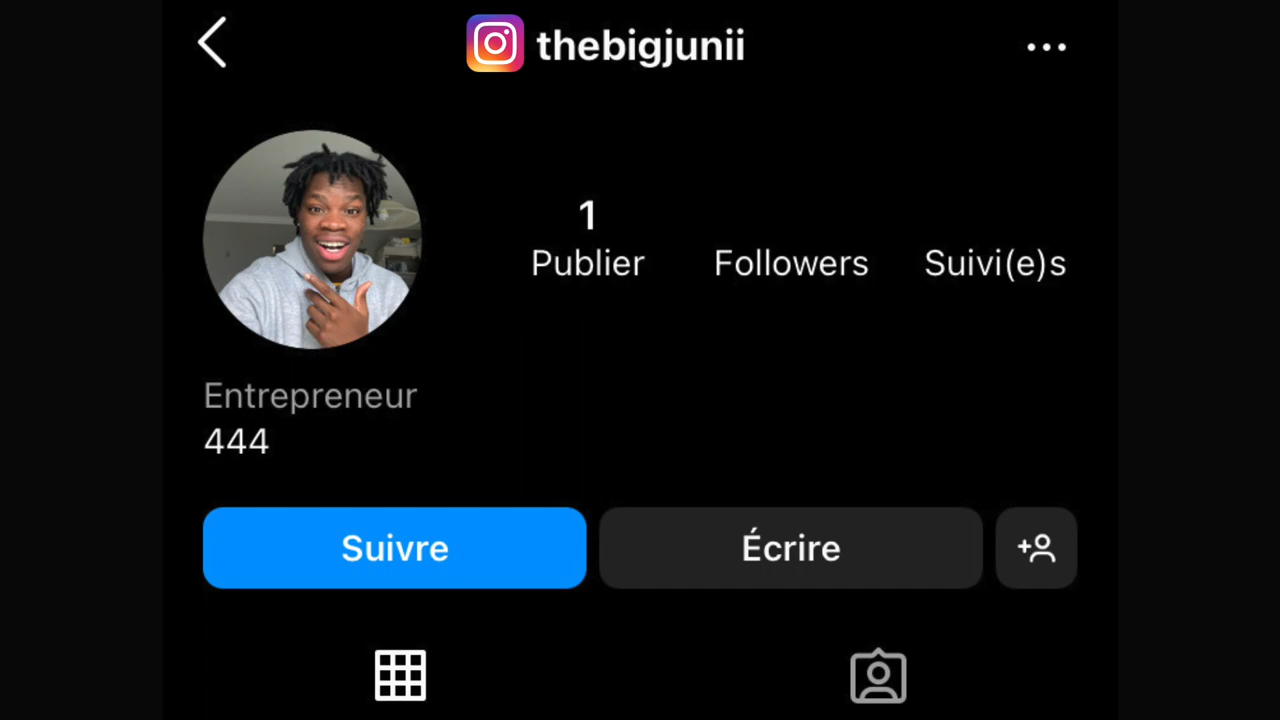 thebigjunii
1
Publier Followers Suivi(e)s
Entrepreneur
444
Suivre Écrire